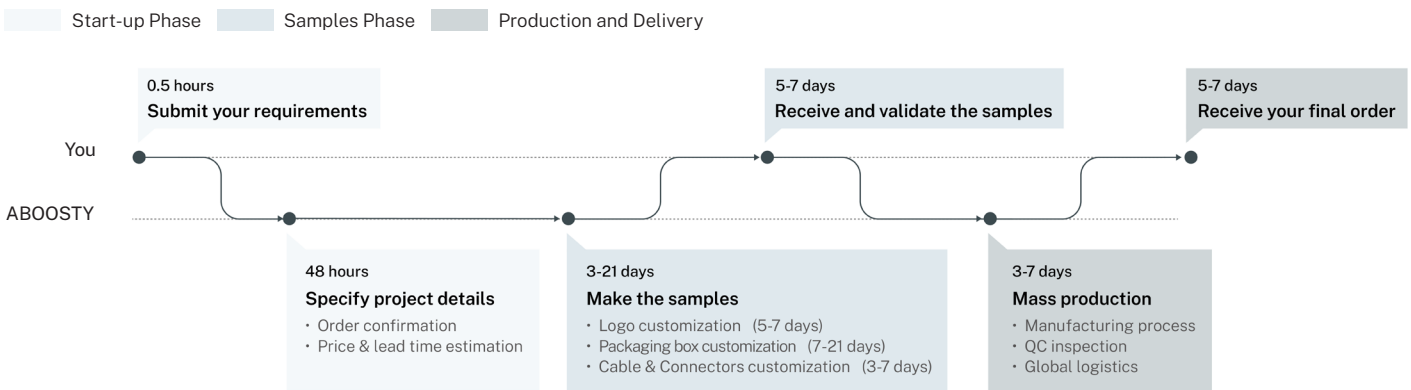 Start-up Phase
Samples Phase
Production and Delivery
0.5 hours
Submit your requirements
5-7 days
Receive and validate the samples
5-7 days
Receive your final order
You
ABOOSTY
48 hours
Specify project details
• Order confirmation
• Price & lead time estimation
3-21 days
Make the samples
• Logo customization (5-7 days)
• Packaging box customization (7-21 days)
• Cable & Connectors customization (3-7 days)
3-7 days
Mass production
• Manufacturing process
• QC inspection
• Global logistics